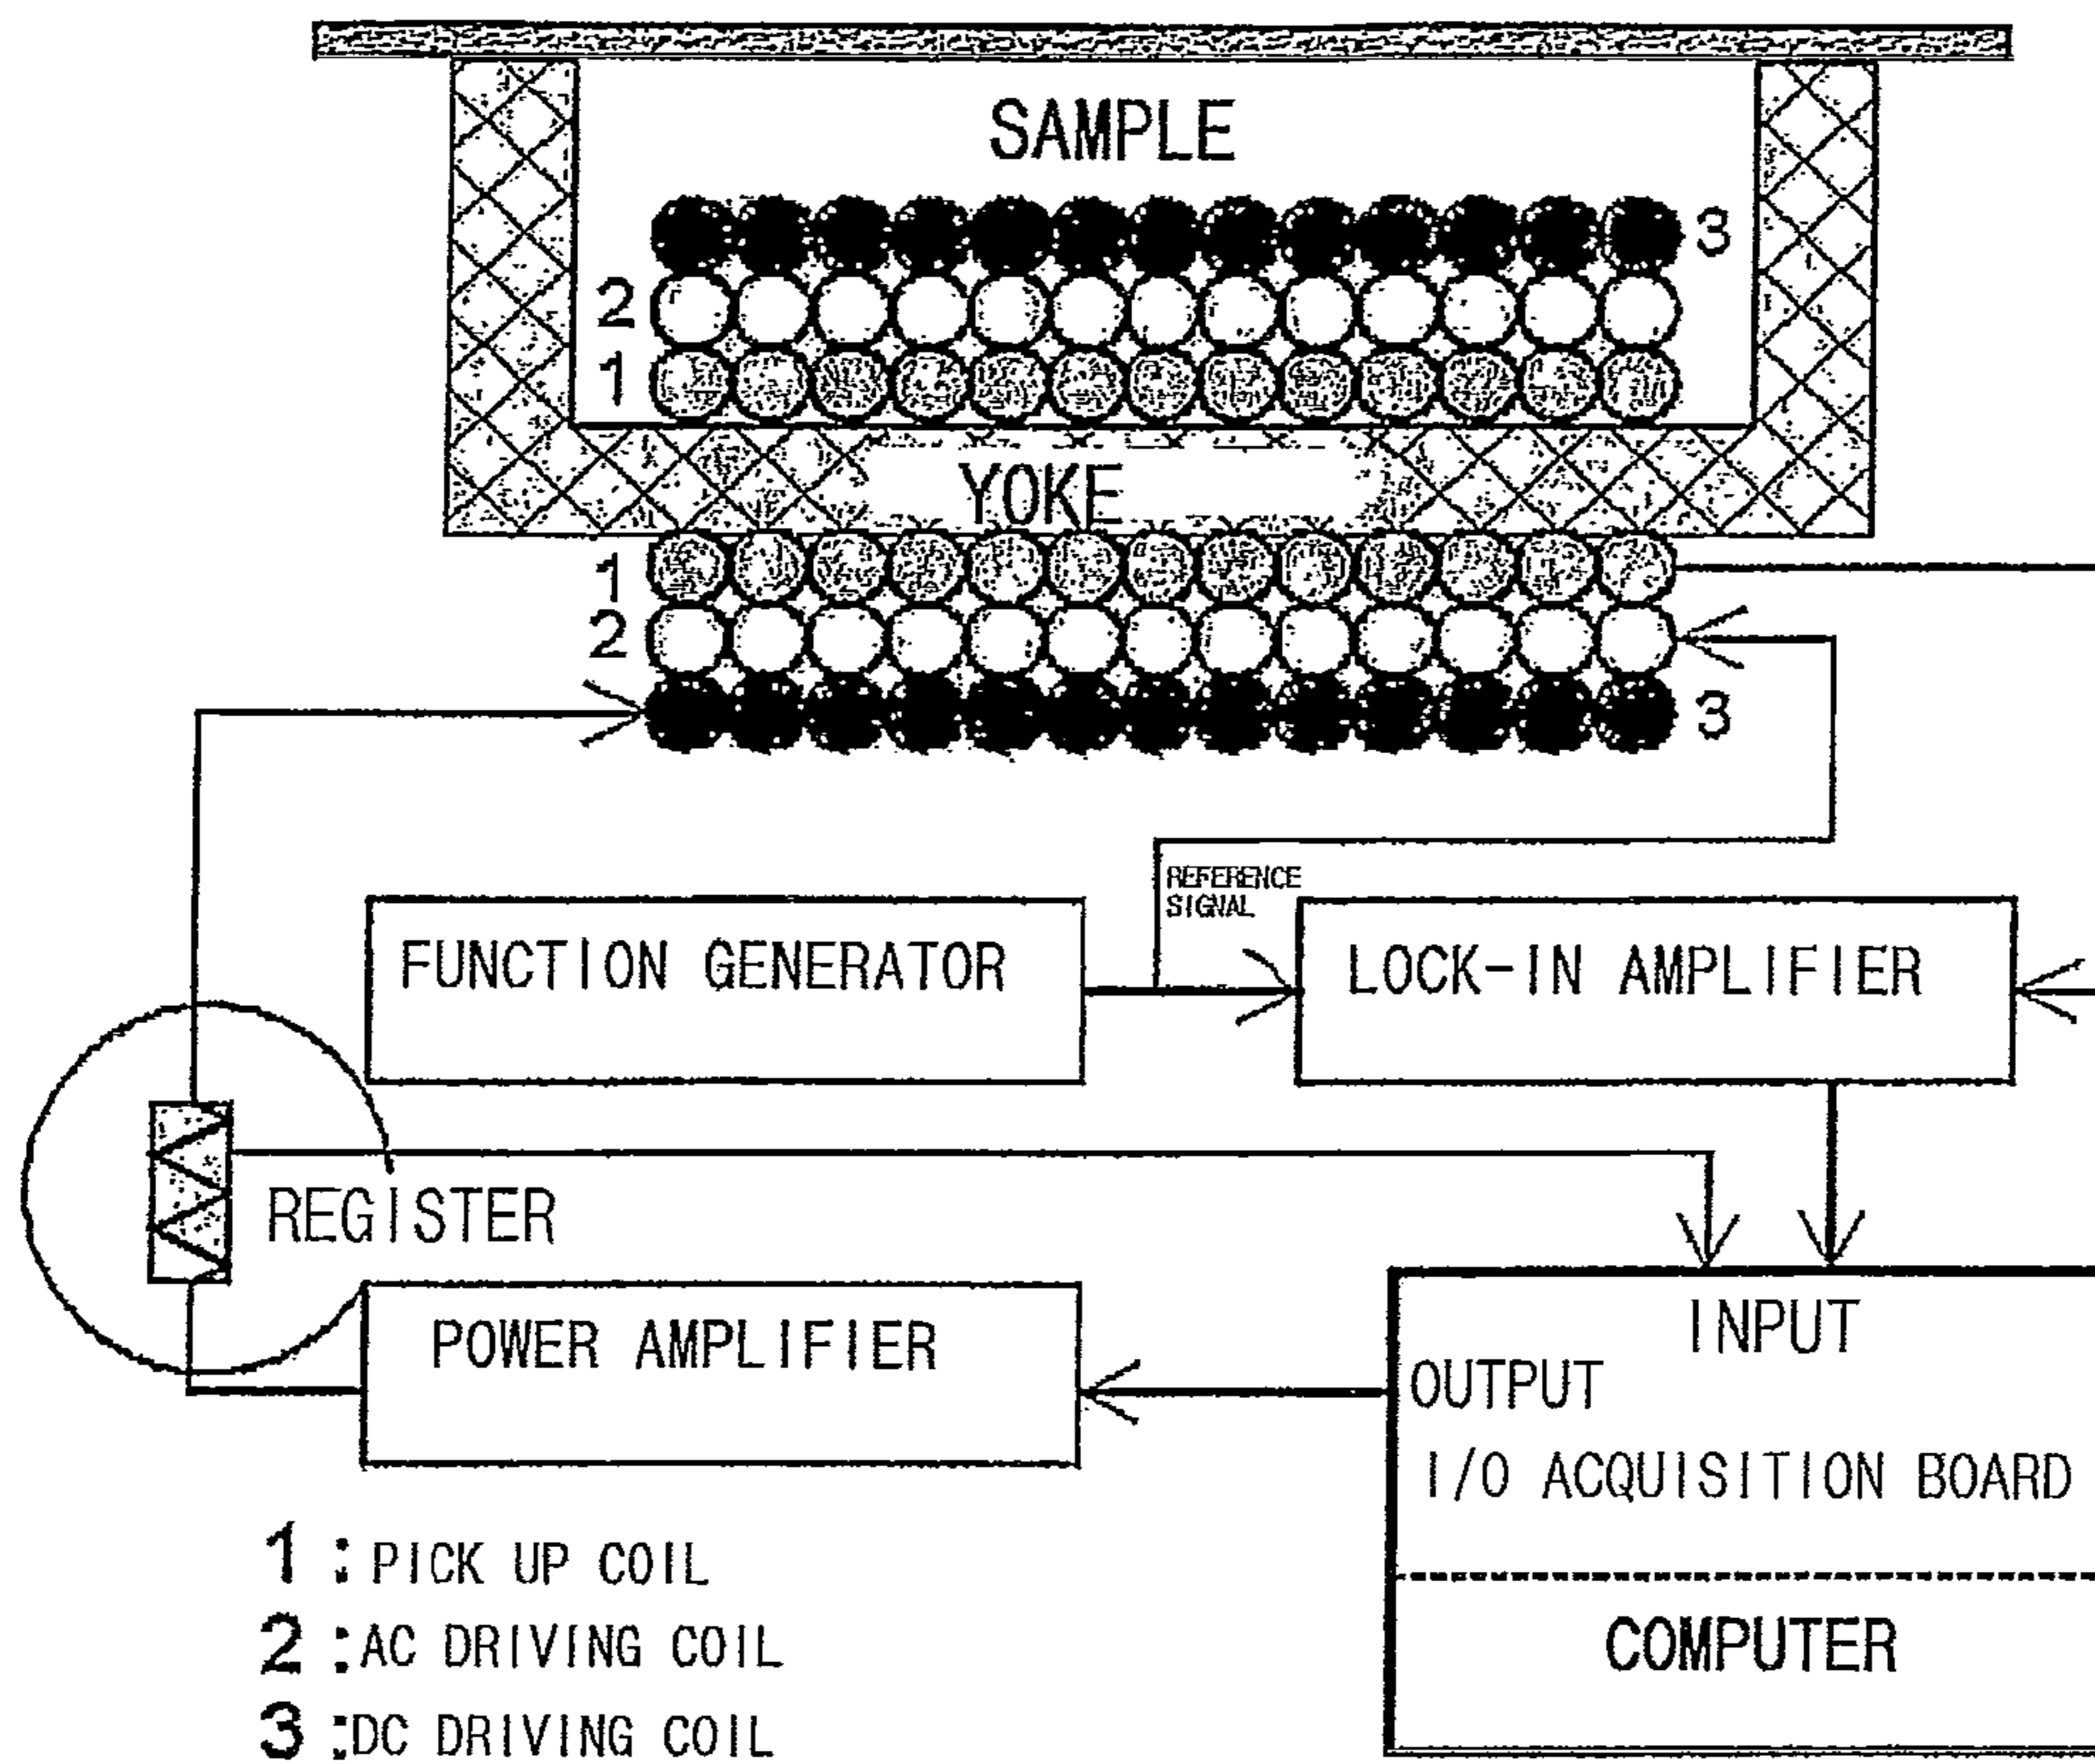 SAMPLE
3
2
1
YOKE
1
2
3
REFERENCE
SIGNAL
FUNCTION GENERATOR
LOCK-IN AMPLIFIER
REGISTER
INPUT
POWER AMPLIFIER
OUTPUT
I/O ACQUISITION BOARD
COMPUTER
1 : PICK UP COIL
2 : AC DRIVING COIL
3 : DC DRIVING COIL